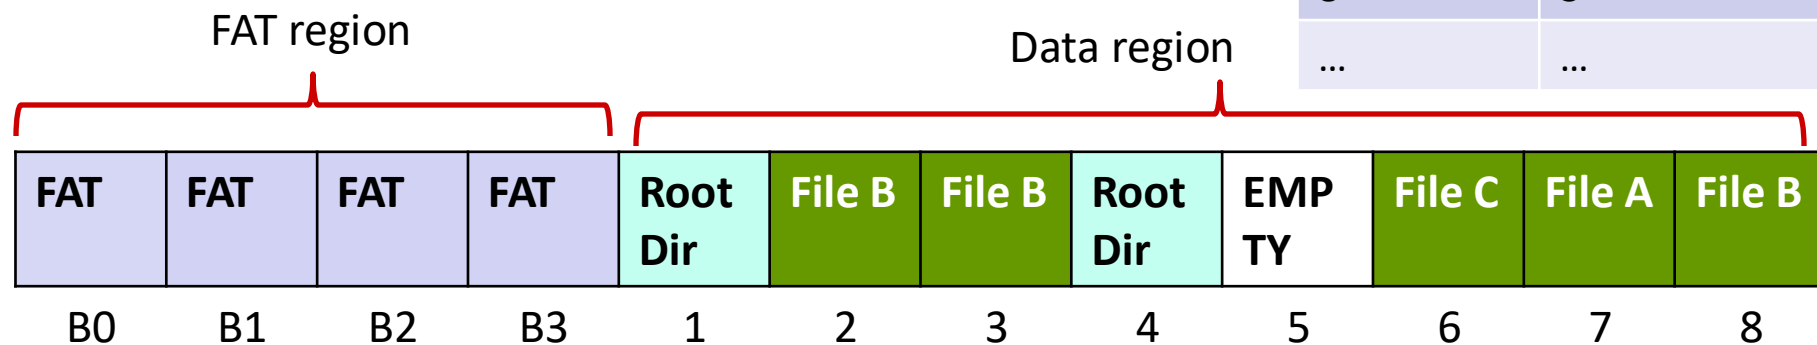 FAT region
Data region
… …
FAT FAT FAT FAT Root Dir File B File B Root Dir EMP TY File C File A File B
B0 B1 B2 B3 1 2 3 4 5 6 7 8